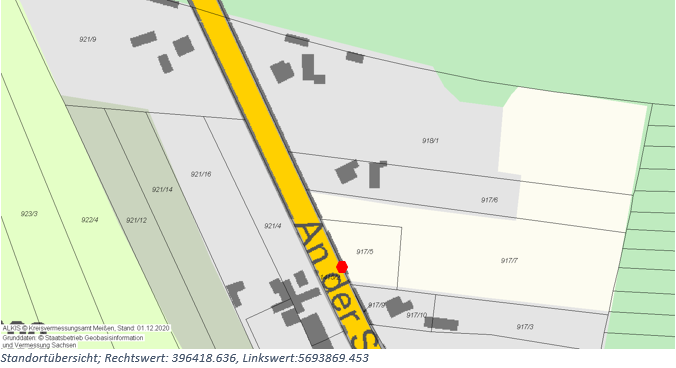 921/9
918/1
921/14
921/16
917/6
923/3
922/4
921/12
921/4
917/5
917/7
An der S
917/9
917/10
917/3
ALKIS © Kreisvermessungsamt Meißen, Stand: 01.12.2020
Grunddaten: © Staatsbetrieb Geobasisinformation
und Vermessung Sachsen
Standortübersicht; Rechtswert: 396418.636, Linkswert:5693869.453